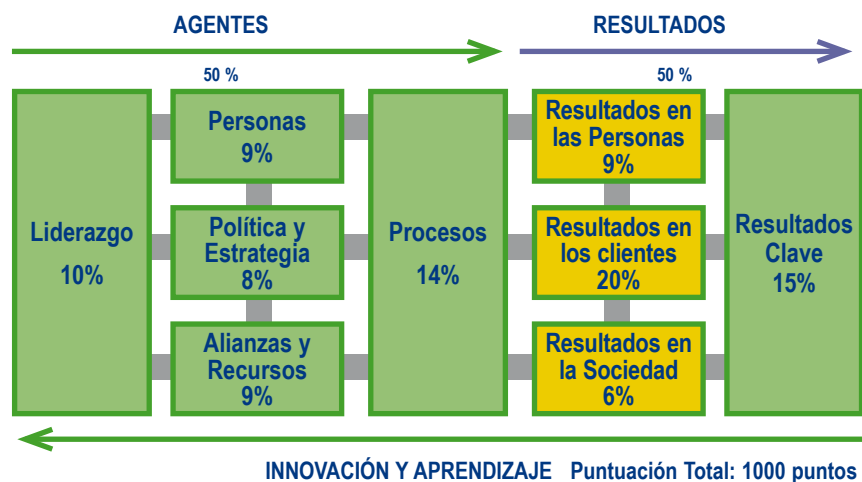 AGENTES
RESULTADOS
50 %
50 %
Liderazgo
10%
Personas
9%
Política y
Estrategia
8%
Alianzas y
Recursos
9%
Procesos
14%
Resultados en
las Personas
9%
Resultados en
los clientes
20%
Resultados en
la Sociedad
6%
Resultados
Clave
15%
INNOVACIÓN Y APRENDIZAJE Puntuación Total: 1000 puntos